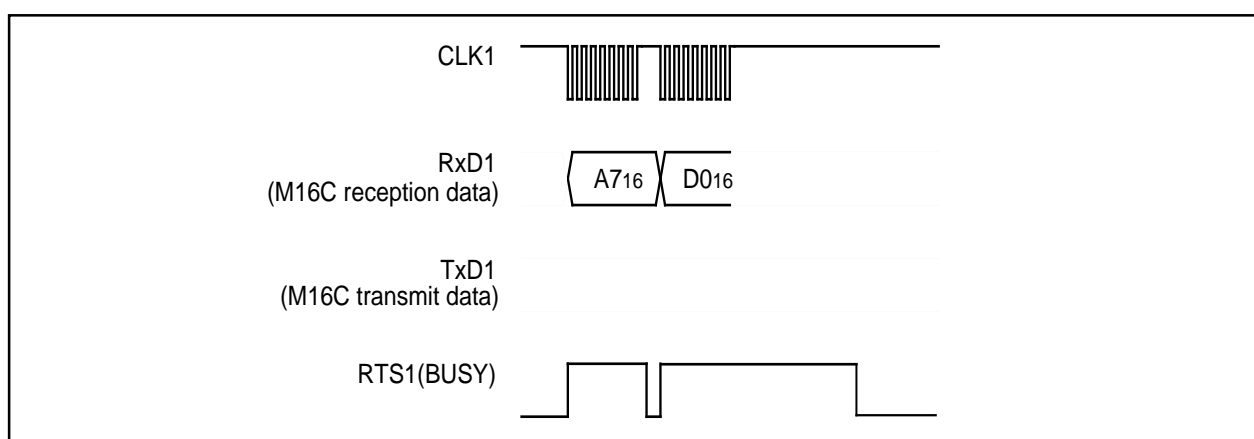 CLK1
RxD1
(M16C reception data)
A716
D016
TxD1
(M16C transmit data)
RTS1(BUSY)